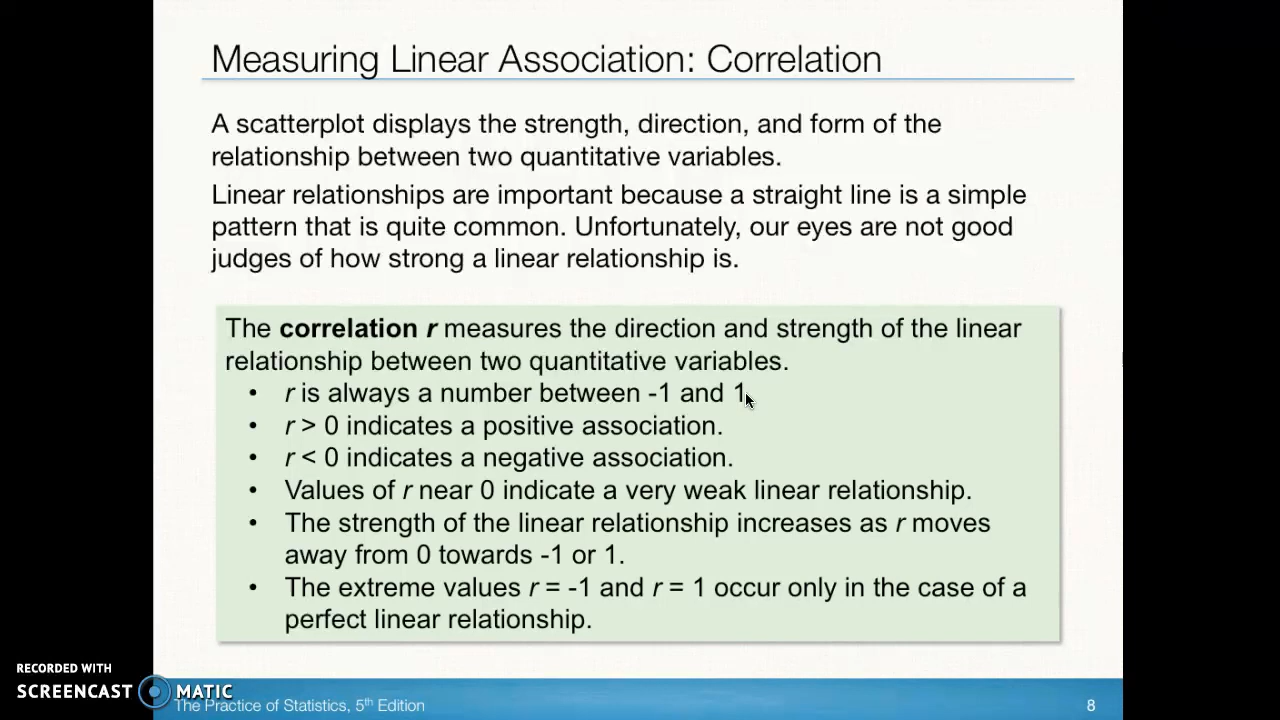 Measuring Linear Association: Correlation
A scatterplot displays the strength, direction, and form of the
relationship between two quantitative variables.
Linear relationships are important because a straight line is a simple
pattern that is quite common. Unfortunately, our eyes are not good
judges of how strong a linear relationship is.
The correlation r measures the direction and strength of the linear
relationship between two quantitative variables.
• r is always a number between -1 and 1.
• r > 0 indicates a positive association.
• r < 0 indicates a negative association.
• Values of r near 0 indicate a very weak linear relationship.
• The strength of the linear relationship increases as r moves
away from 0 towards -1 or 1.
• The extreme values r = -1 and r = 1 occur only in the case of a
perfect linear relationship.
RECORDED WITH
SCREENCAST MATIC
The Practice of Statistics, 5th Edition
8